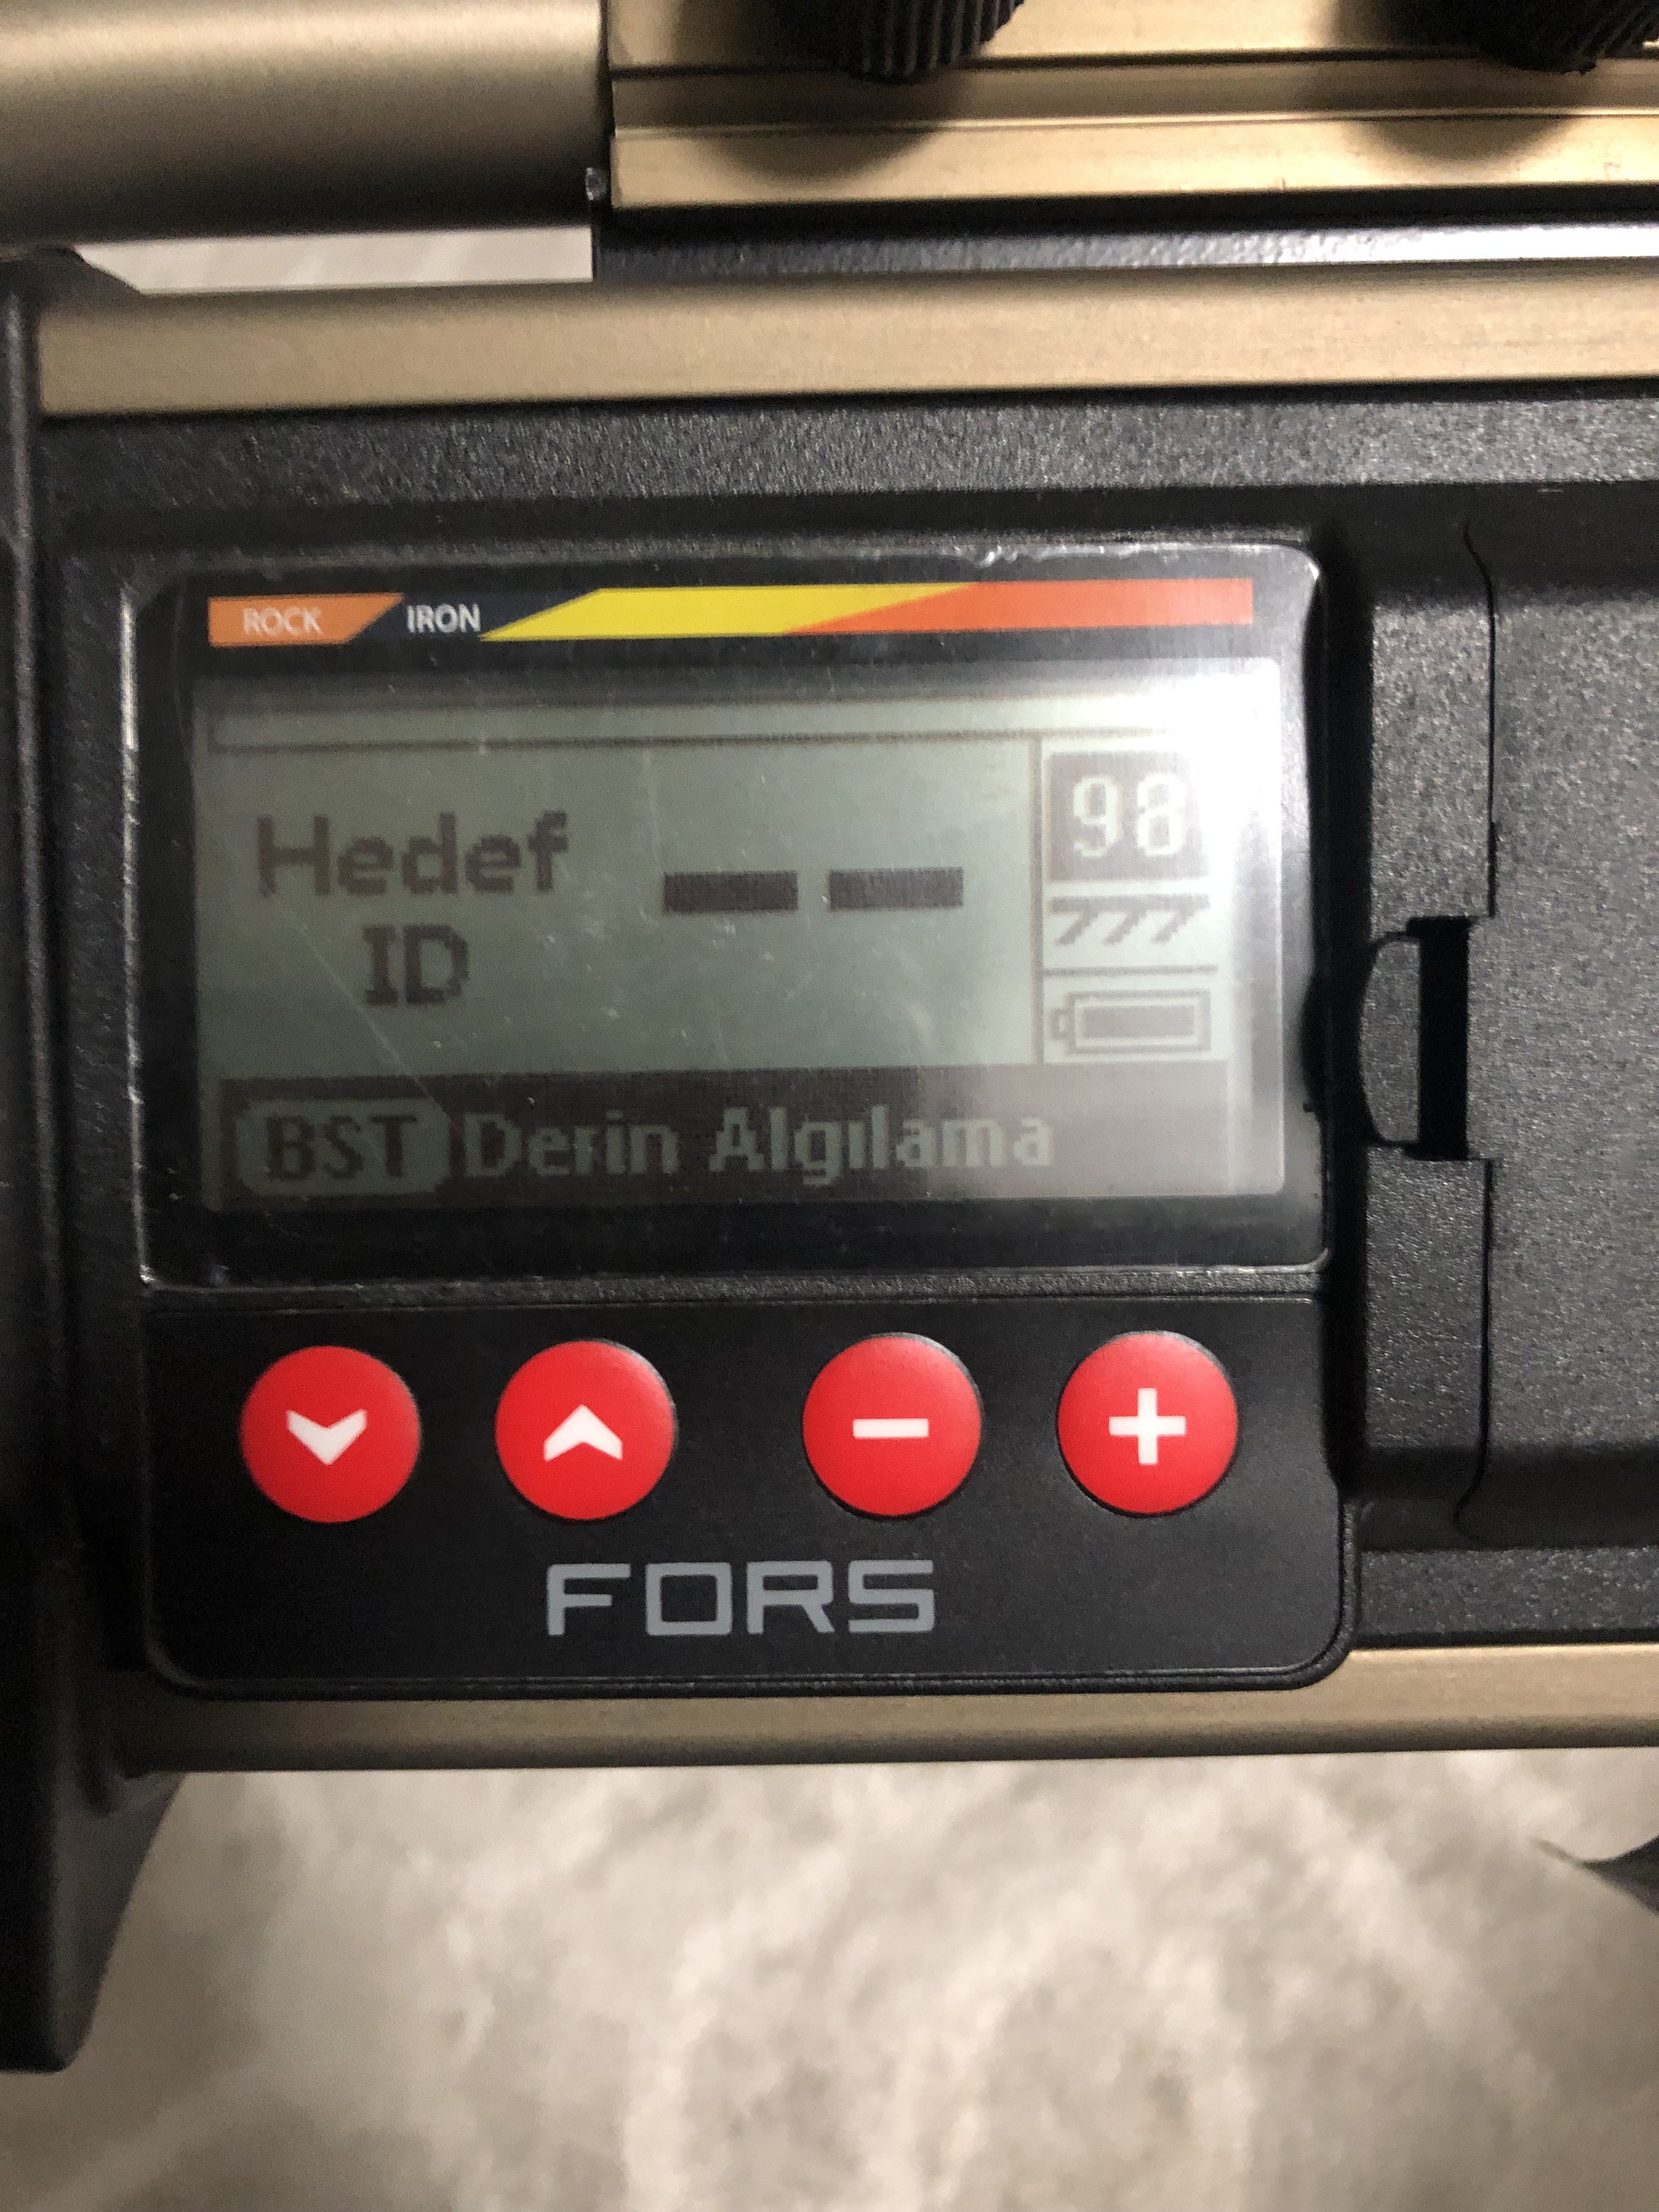 ROCK IRON
98
Hedef -- 
ID
BST Derin Algılama
FORS